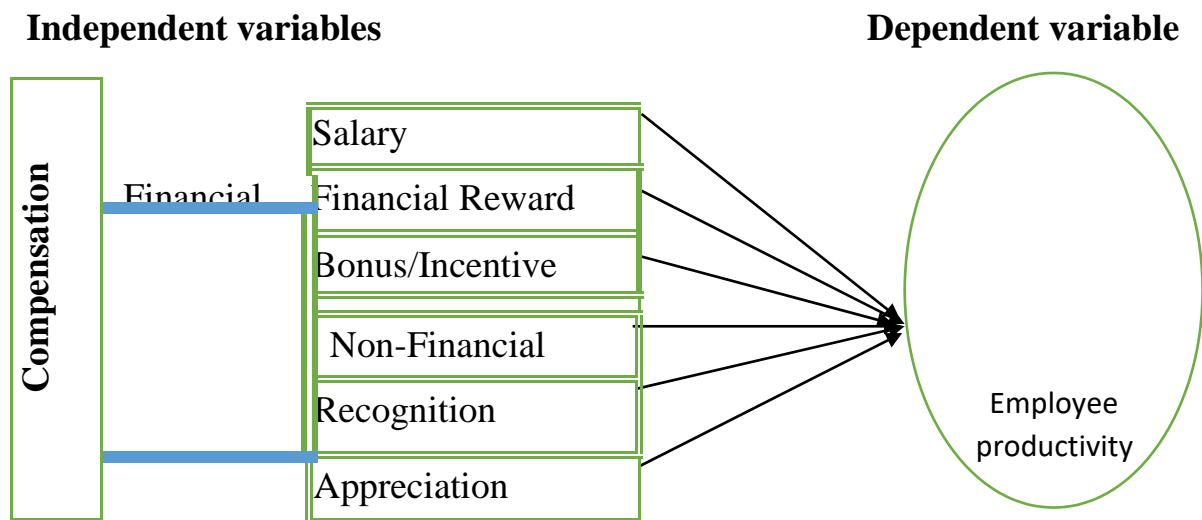 Independent variables
Dependent variable
Compensation
Financial
Salary
Financial Reward
Bonus/Incentive
Non-Financial
Recognition
Appreciation
Employee
productivity